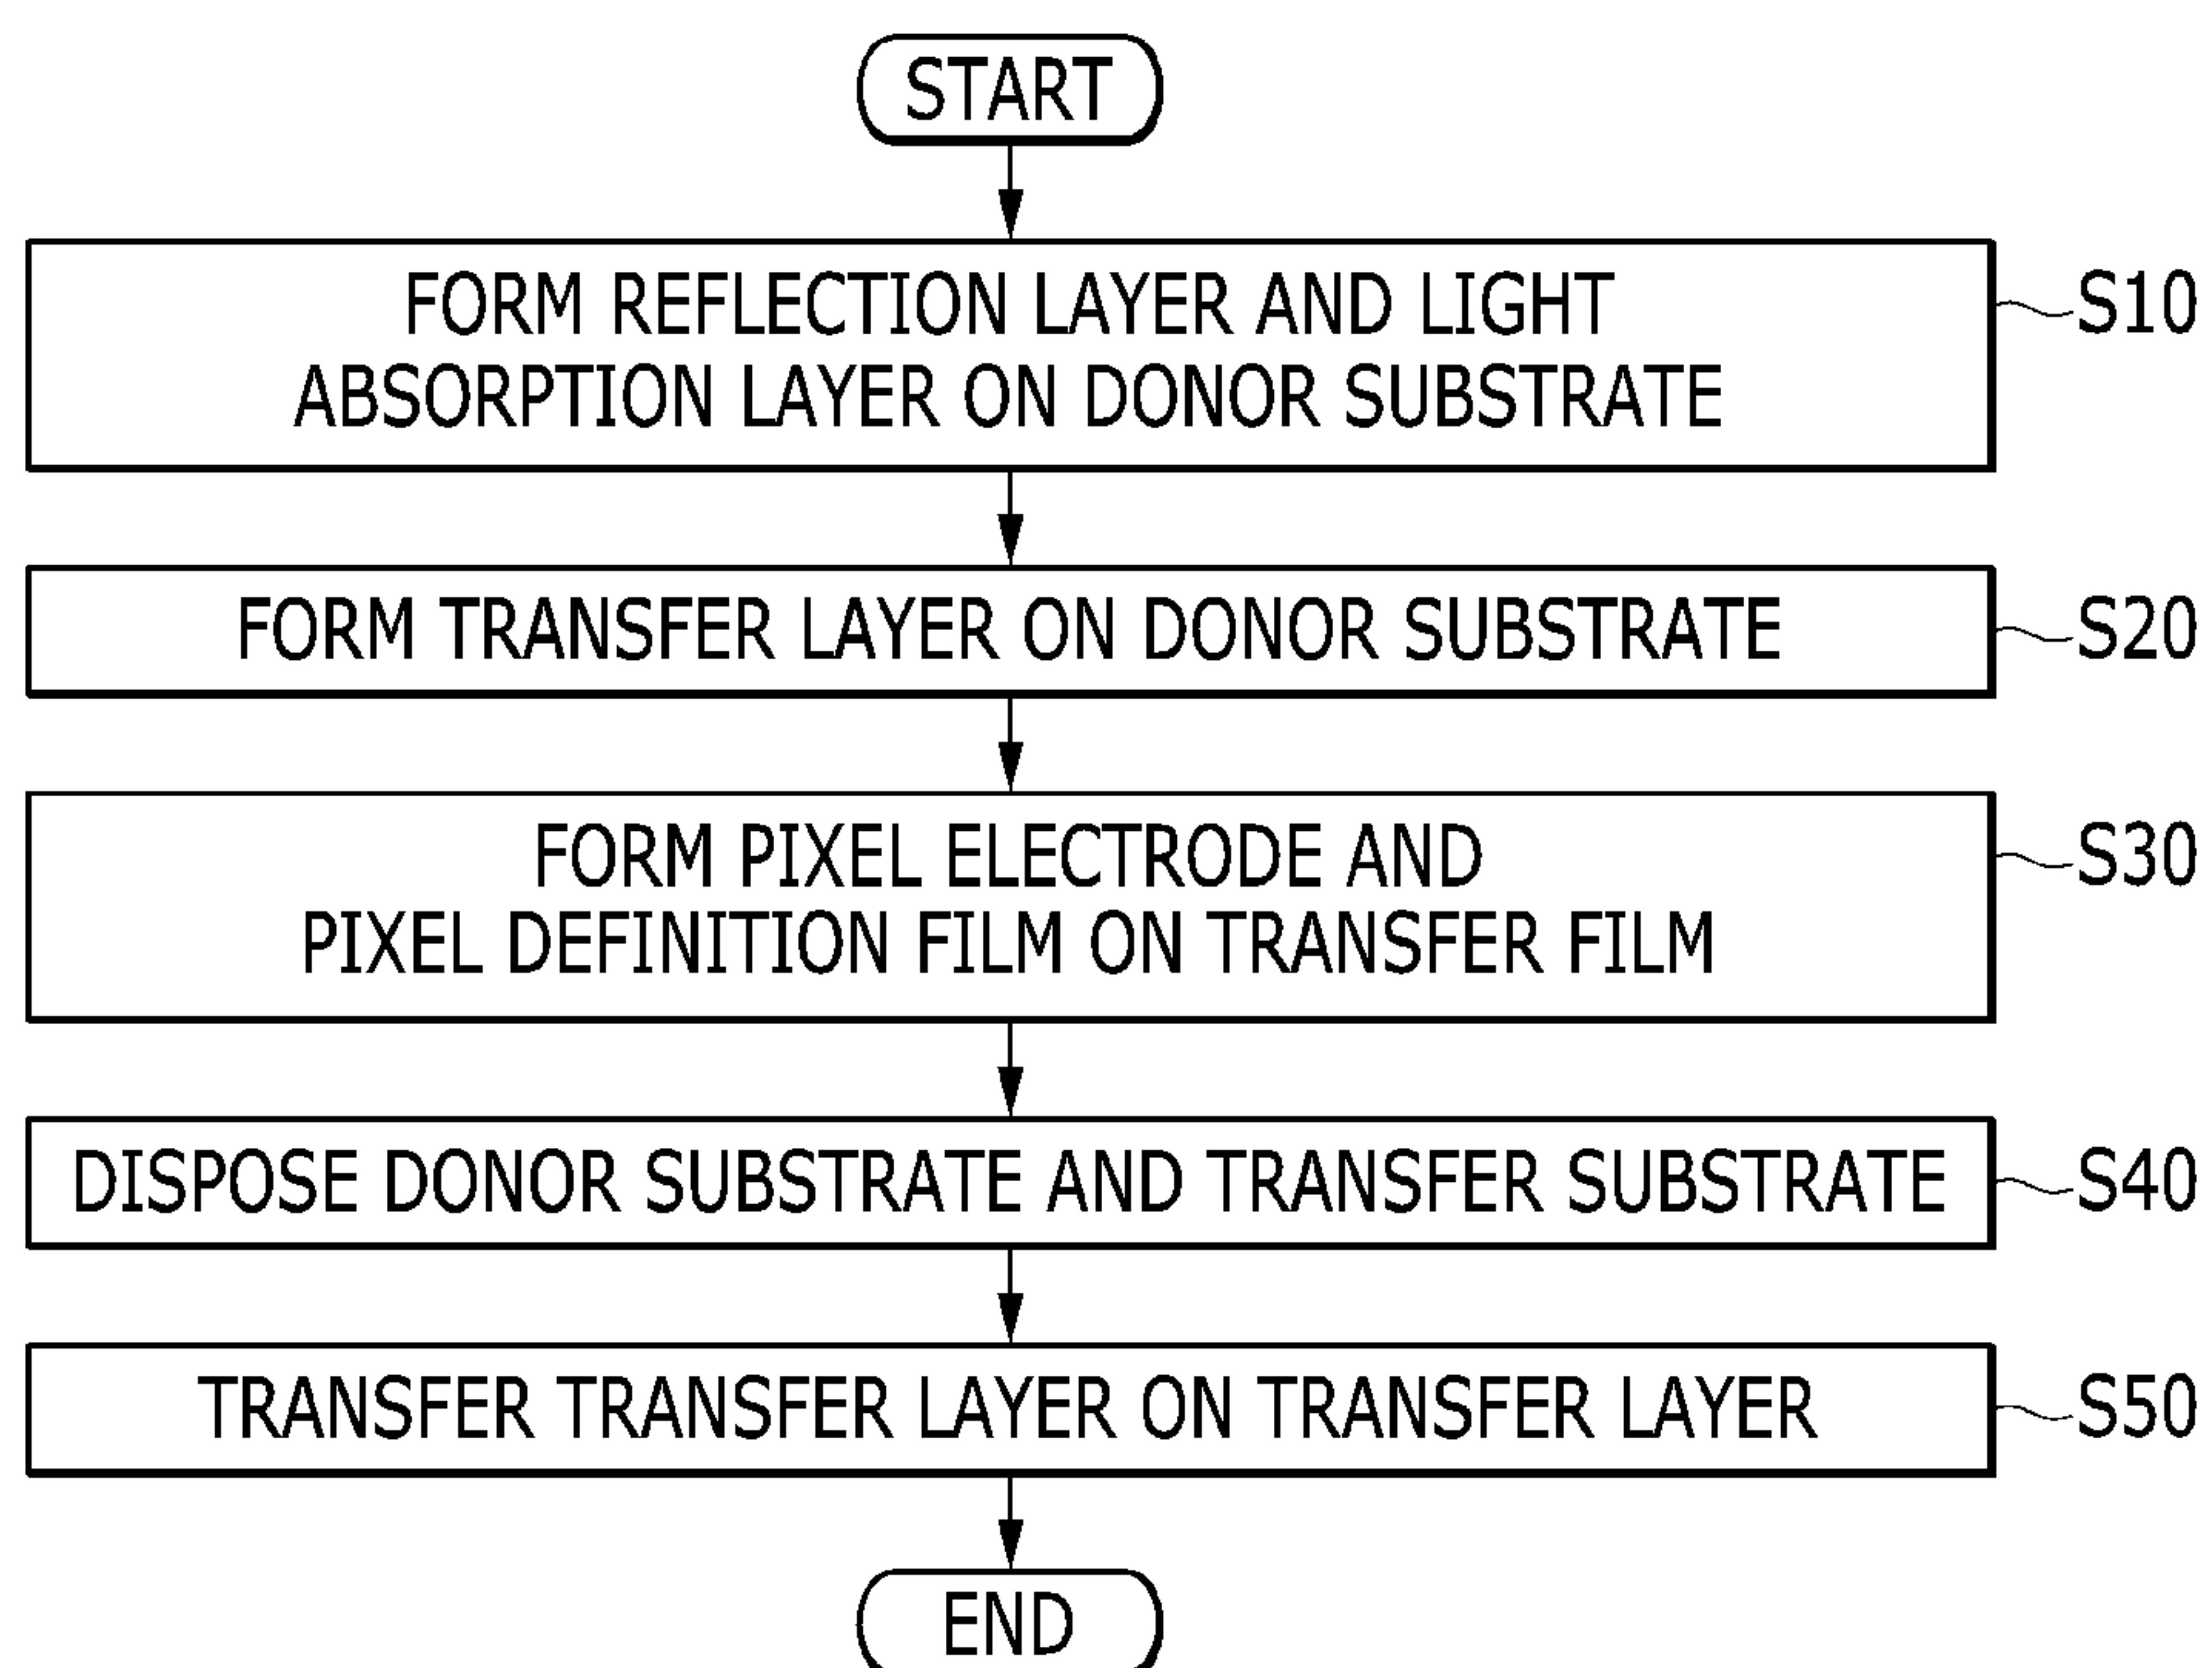 START
FORM REFLECTION LAYER AND LIGHT
ABSORPTION LAYER ON DONOR SUBSTRATE
S10
FORM TRANSFER LAYER ON DONOR SUBSTRATE
S20
FORM PIXEL ELECTRODE AND
PIXEL DEFINITION FILM ON TRANSFER FILM
S30
DISPOSE DONOR SUBSTRATE AND TRANSFER SUBSTRATE
S40
TRANSFER TRANSFER LAYER ON TRANSFER LAYER
S50
END